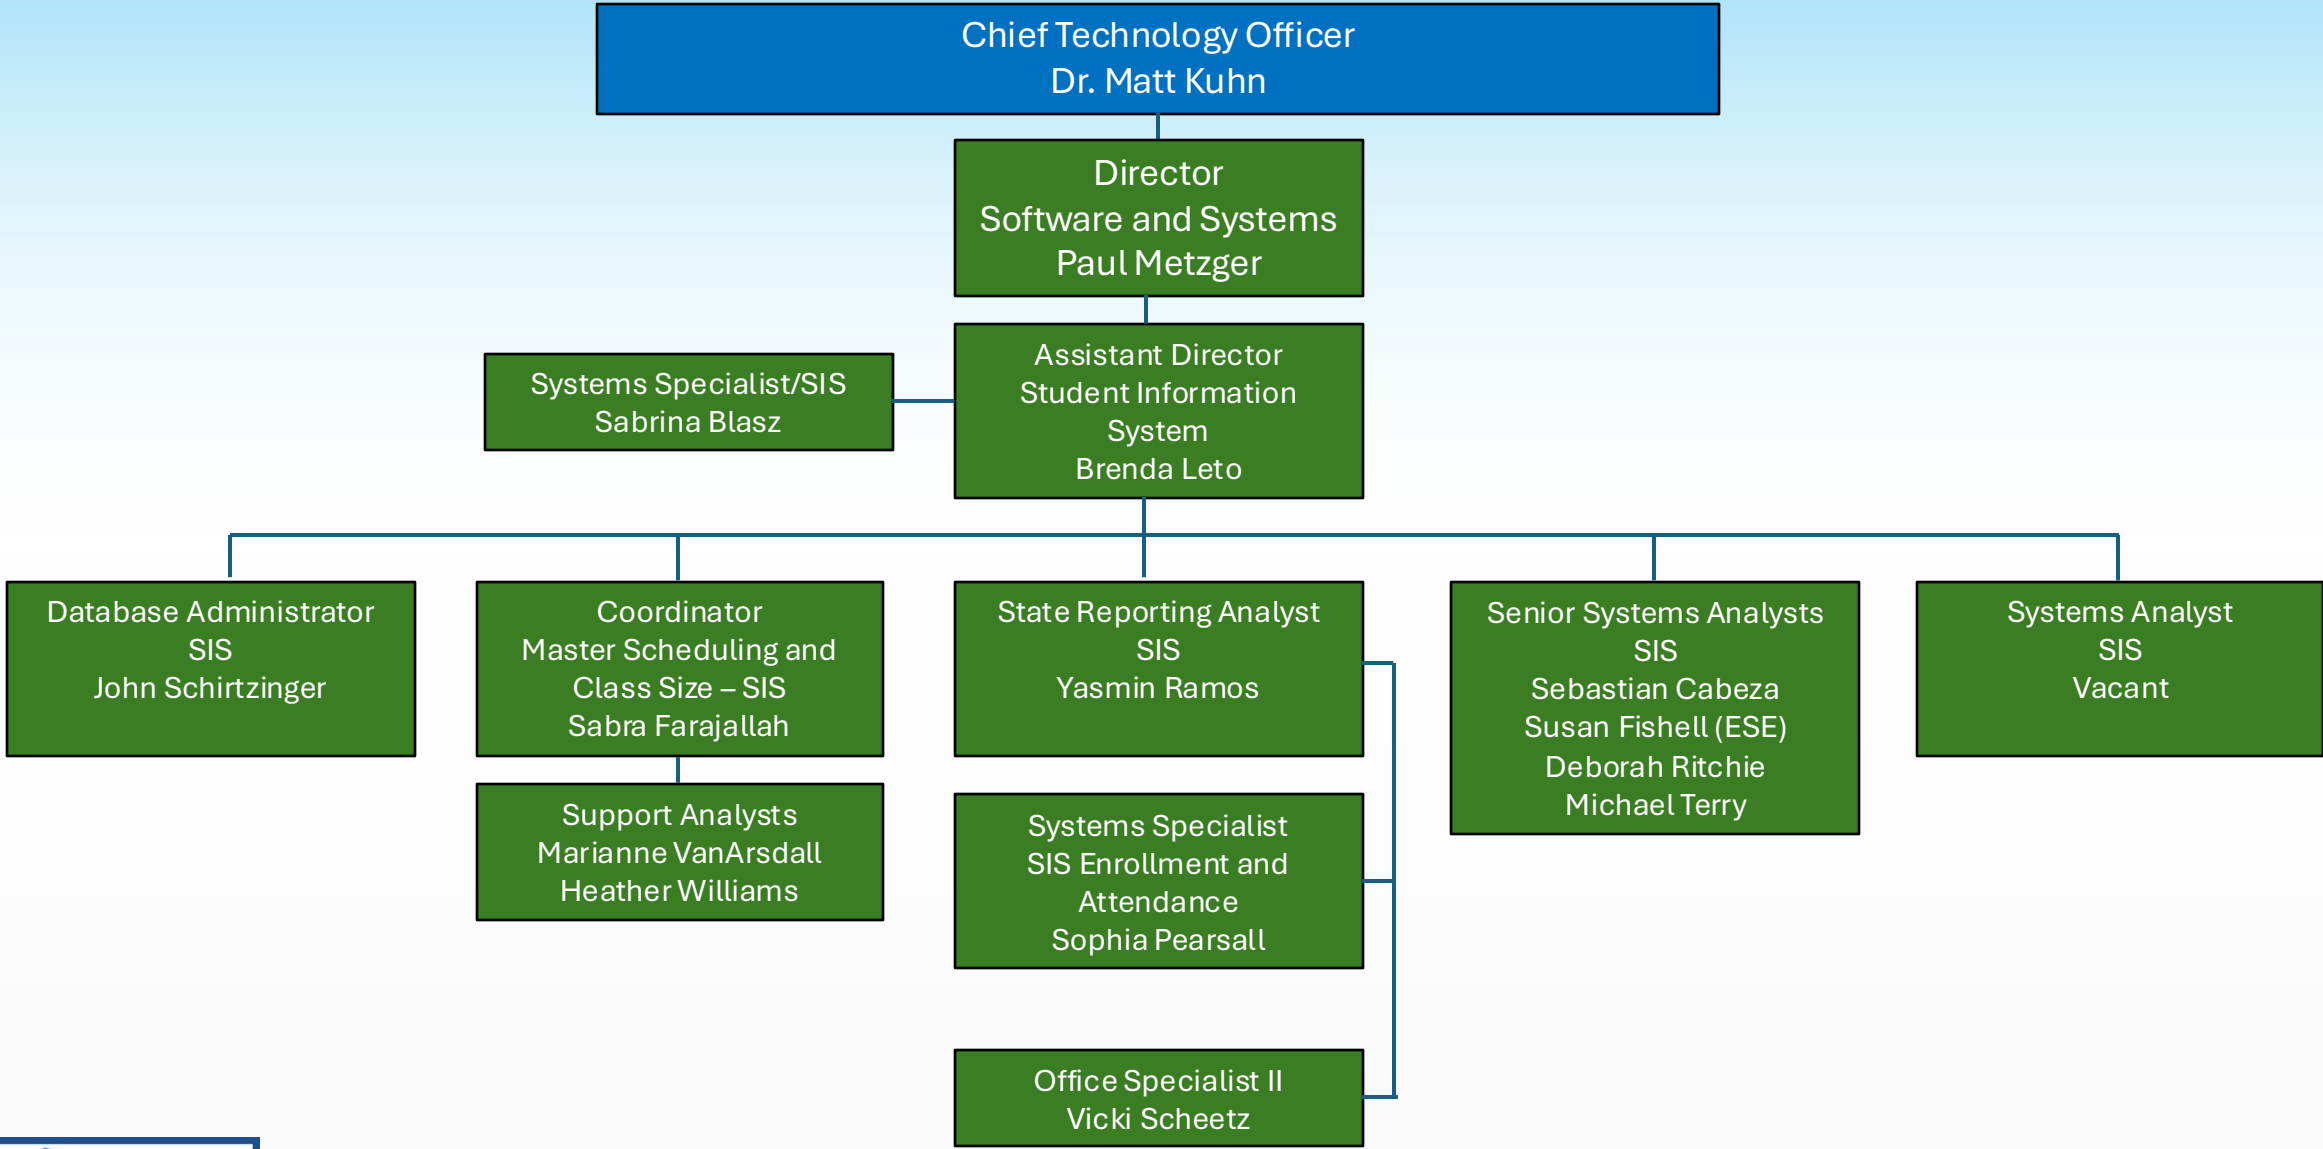 Chief Technology Officer
Dr. Matt Kuhn
Director
Software and Systems
Paul Metzger
Assistant Director
Student Information
System
Brenda Leto
Systems Specialist/SIS
Sabrina Blasz
Database Administrator
SIS
John Schirtzinger
Coordinator
Master Scheduling and
Class Size – SIS
Sabra Farajallah
Support Analysts
Marianne VanArsdall
Heather Williams
State Reporting Analyst
SIS
Yasmin Ramos
Systems Specialist
SIS Enrollment and
Attendance
Sophia Pearsall
Office Specialist II
Vicki Scheetz
Senior Systems Analysts
SIS
Sebastian Cabeza
Susan Fishell (ESE)
Deborah Ritchie
Michael Terry
Systems Analyst
SIS
Vacant